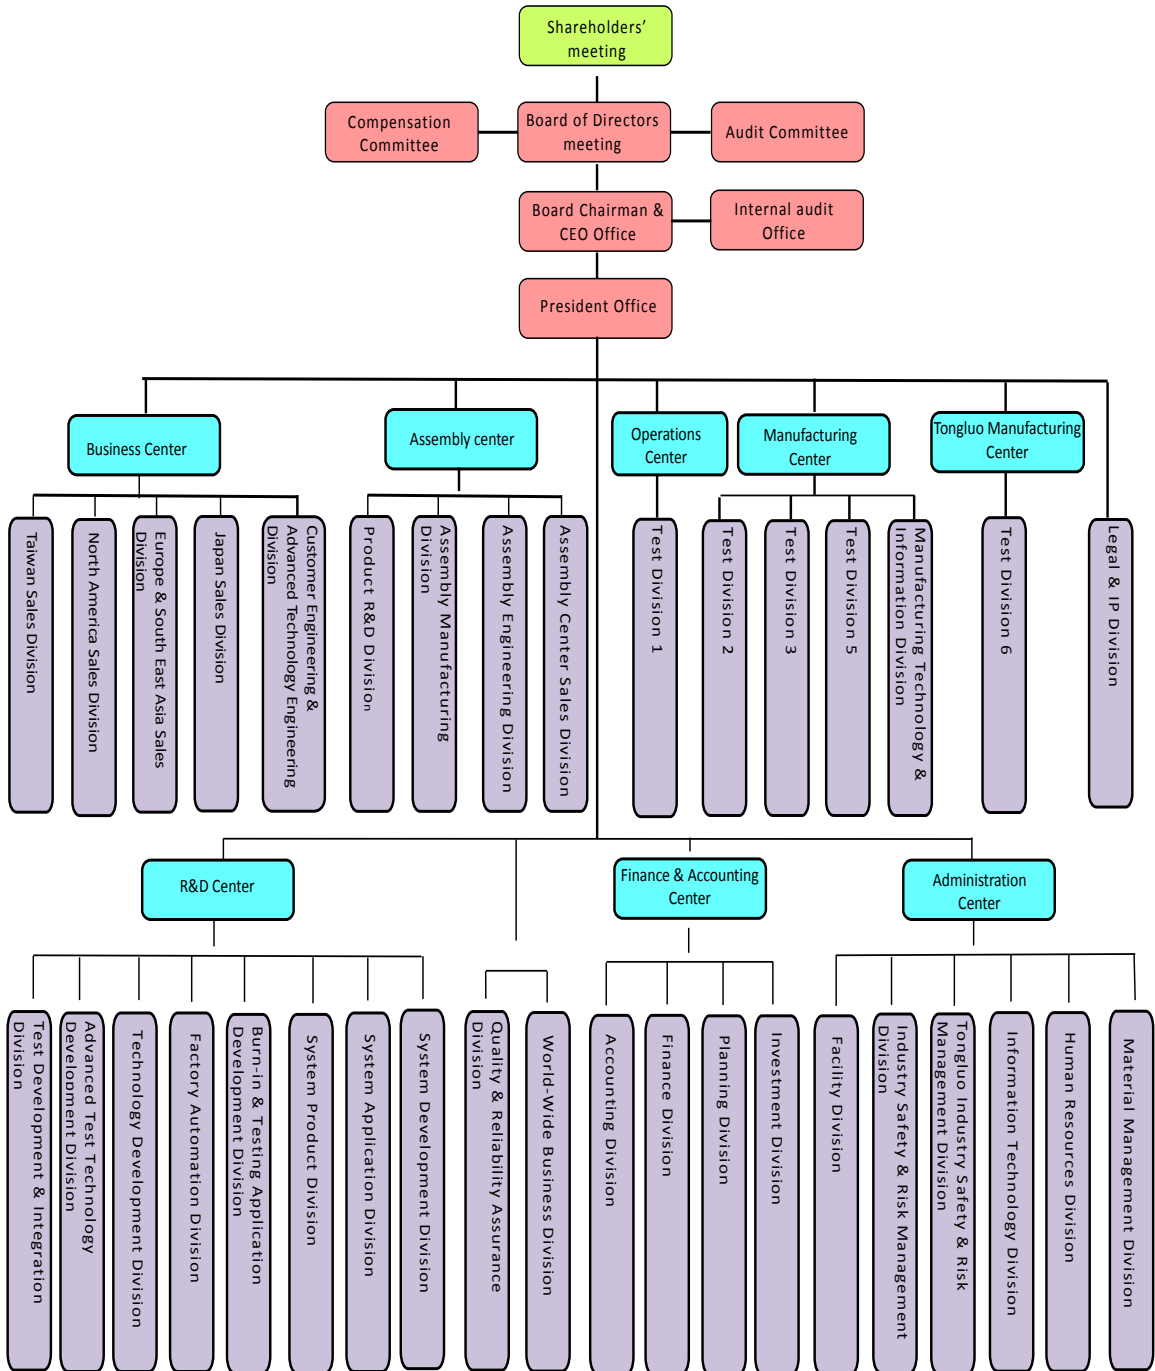 Shareholders’
meeting
Compensation
Committee
Board of Directors
meeting
Audit Committee
Board Chairman &
CEO Office
Internal audit
Office
President Office
Business Center
Assembly center
Operations
Center
Manufacturing
Center
Tongluo Manufacturing
Center
Taiwan Sales Division
North America Sales Division
Europe & South East Asia Sales
Division
Japan Sales Division
Customer Engineering &
Advanced Technology Engineering
Division
Product R&D Division
Assembly Manufacturing
Division
Assembly Engineering Division
Assembly Center Sales Division
Test Division 1
Test Division 2
Test Division 3
Test Division 5
Manufacturing Technology &
Information Division
Test Division 6
Legal & IP Division
R&D Center
Finance & Accounting
Center
Administration
Center
Test Development & Integration
Division
Advanced Test Technology
Development Division
Technology Development Division
Factory Automation Division
Burn-in & Testing Application
Development Division
System Product Division
System Application Division
System Development Division
Quality & Reliability Assurance
Division
World-Wide Business Division
Accounting Division
Finance Division
Planning Division
Investment Division
Facility Division
Industry Safety & Risk Management
Division
Tongluo Industry Safety & Risk
Management Division
Information Technology Division
Human Resources Division
Material Management Division